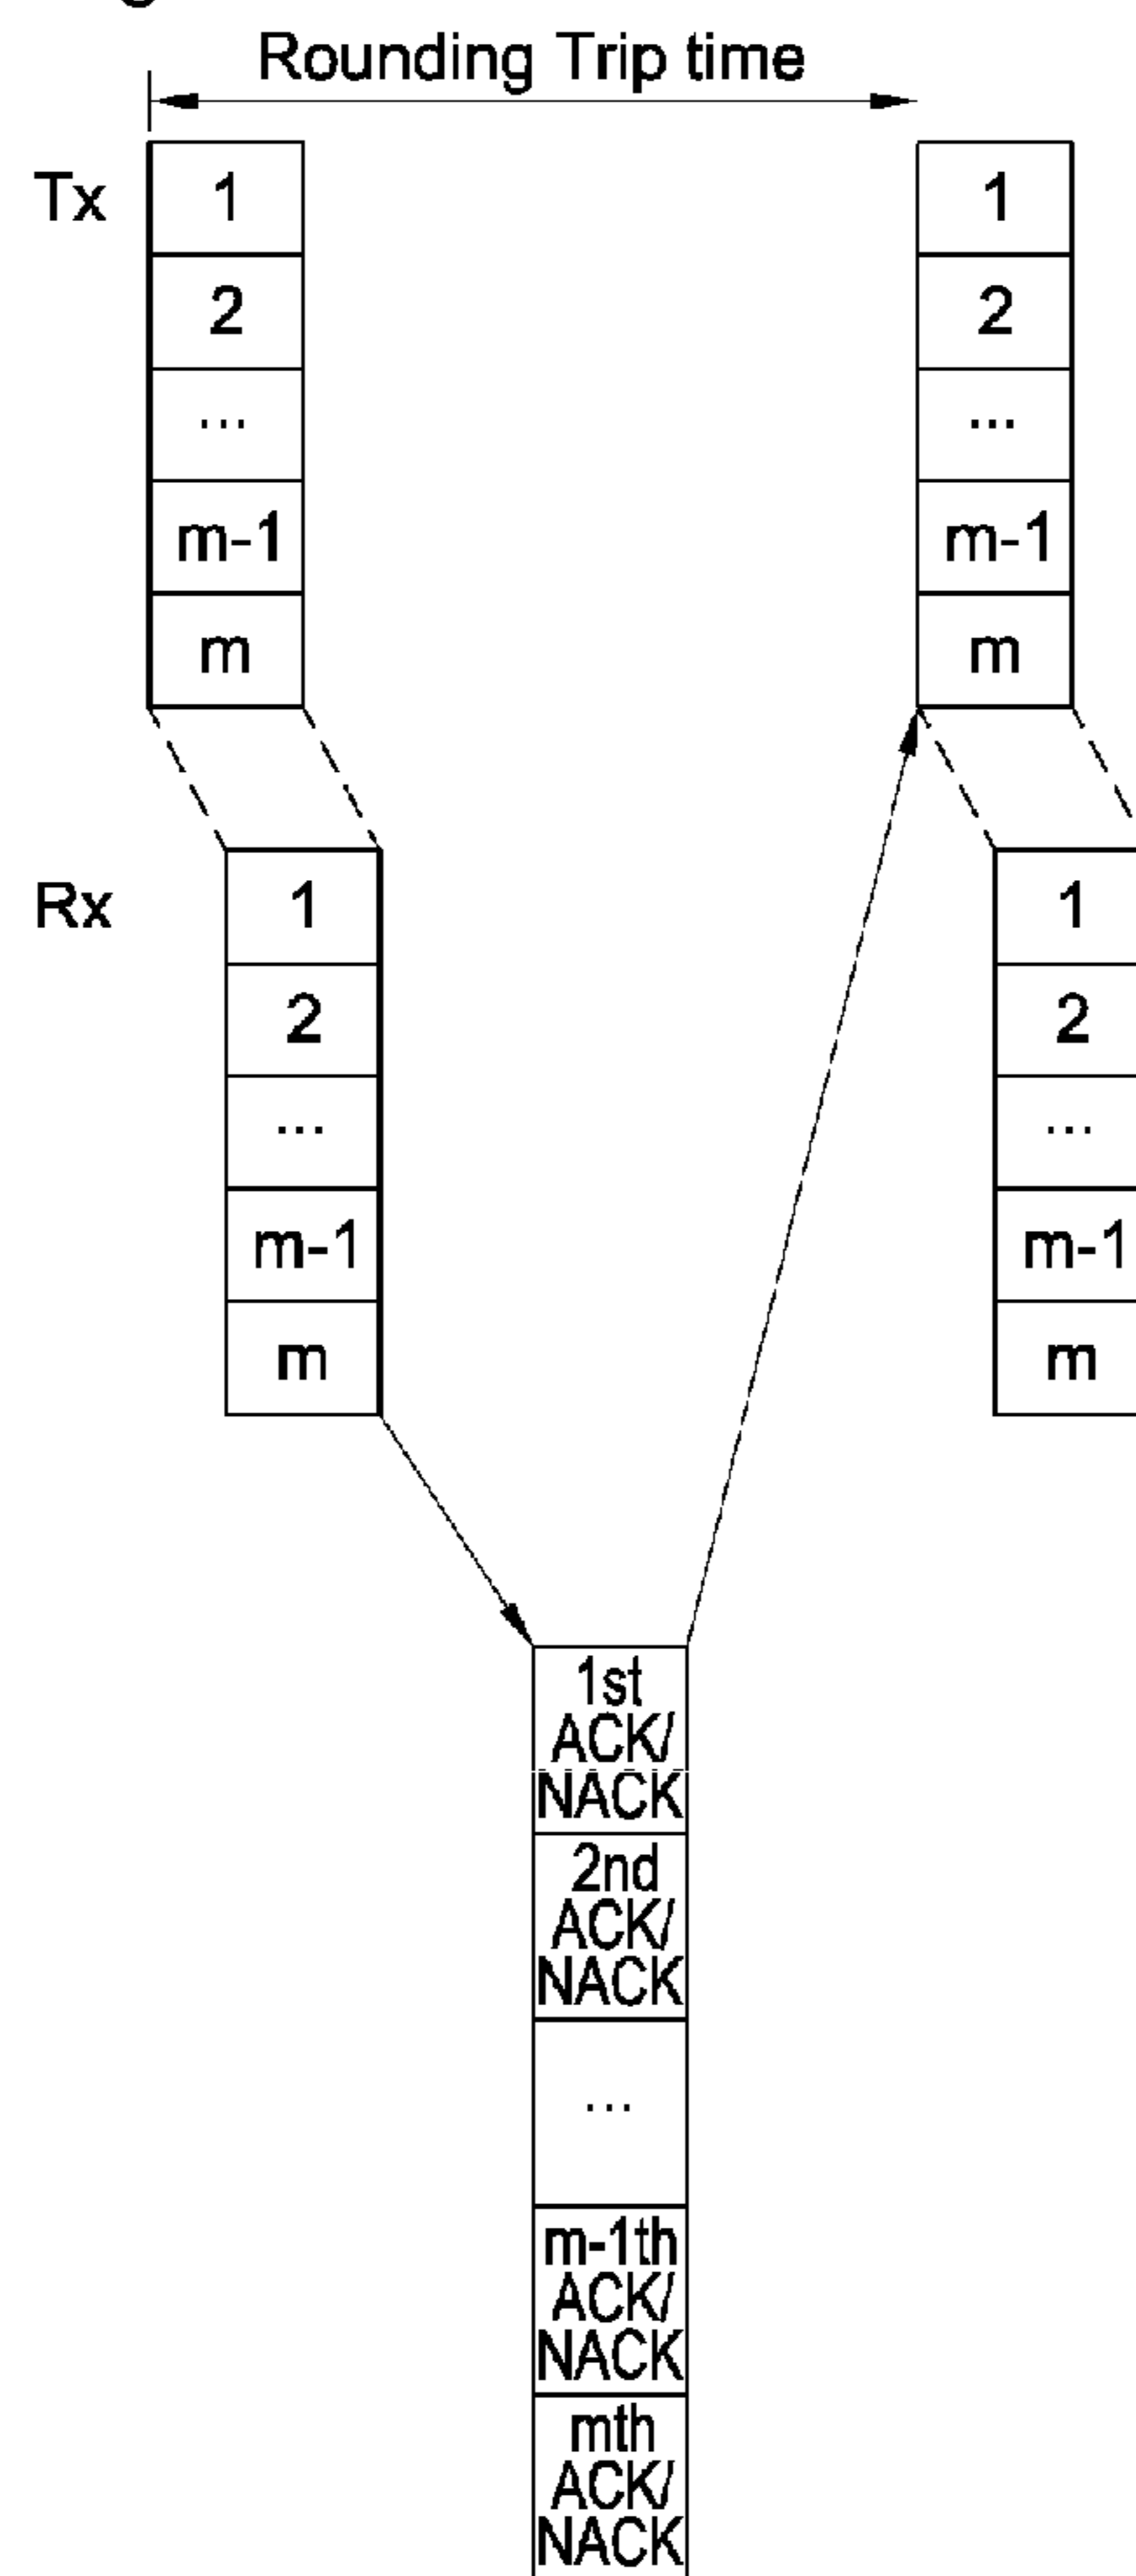 Rounding Trip time
Tx
1
2
...
m-1
m
1
2
...
m-1
m
Rx
1
2
...
m-1
m
1
2
...
m-1
m
1st
ACK/
NACK
2nd
ACK/
NACK
...
m-1th
ACK/
NACK
mth
ACK/
NACK